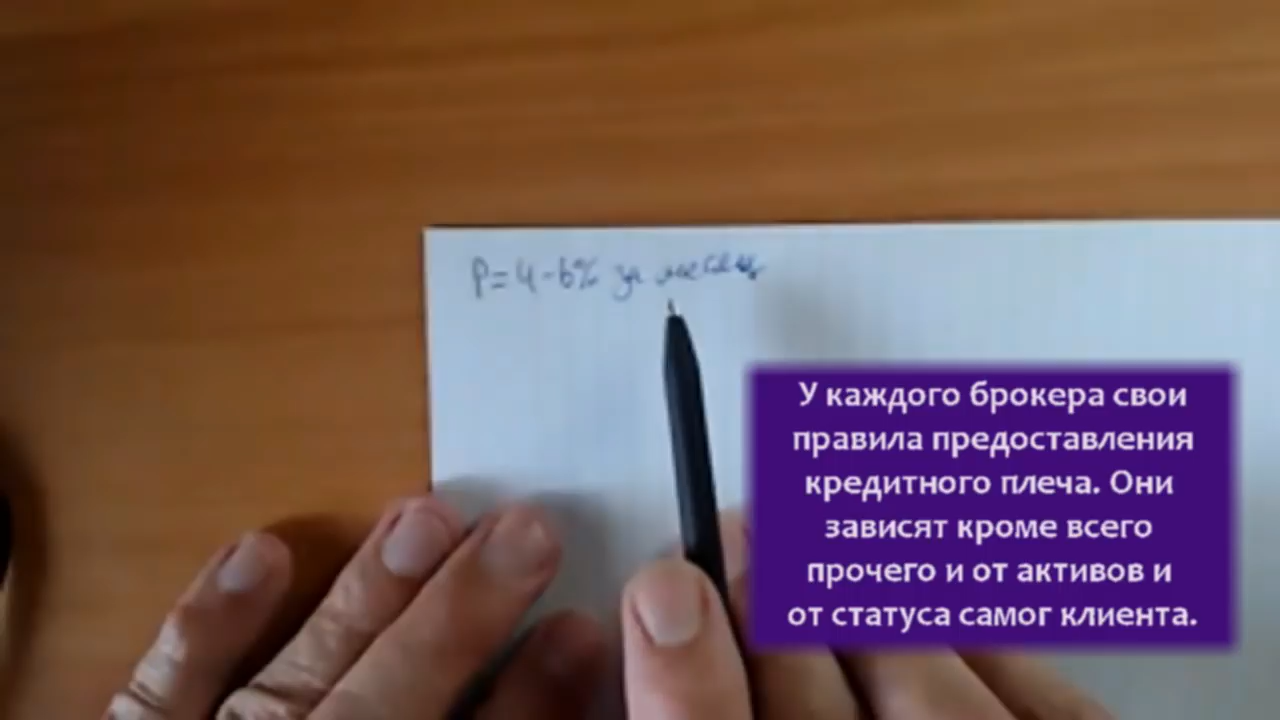 P=4-6% за месяц
У каждого брокера свои
правила предоставления
кредитного плеча. Они
зависят кроме всего
прочего и от активов и
от статуса самог клиента.